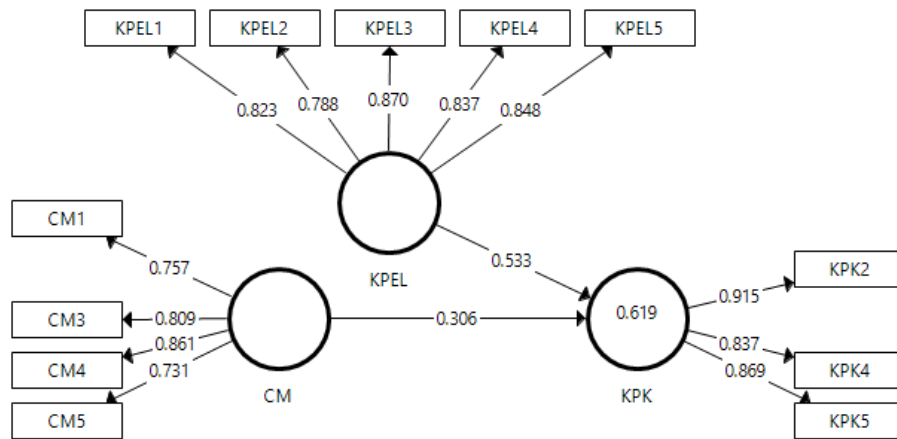 KPEL1 KPEL2 KPEL3 KPEL4 KPEL5
0.823 0.788 0.870 0.837 0.848
KPEL
CM1
0.757
0.533
CM3 0.809 0.306 0.619 0.915 KPK2
CM4 0.861 0.837 KPK4
CM5 0.731 0.869 KPK5
CM KPK